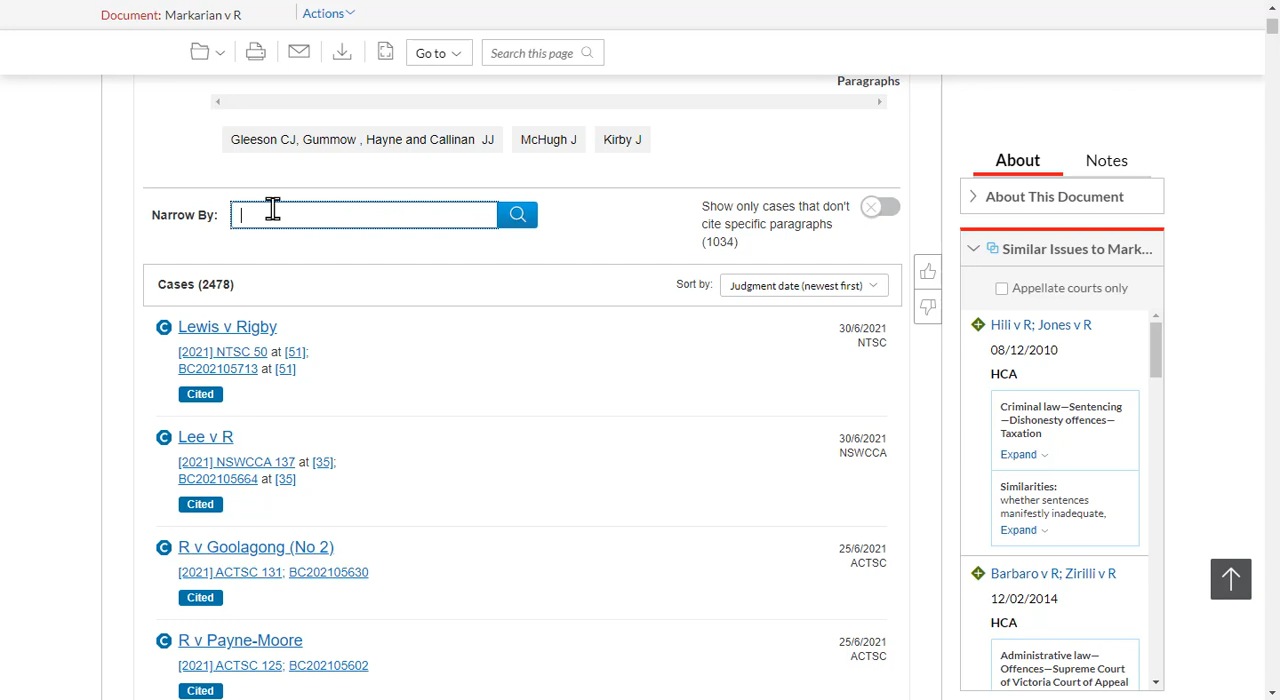 Document: Markarian v R
Actions
Go to
Search this page
Paragraphs
Gleeson CJ, Gummow , Hayne and Callinan JJ
McHugh J
Kirby J
Narrow By:
Show only cases that don't
cite specific paragraphs
(1034)
Cases (2478)
Sort by:
Judgment date (newest first)
C
Lewis v Rigby
[2021] NTSC 50 at [51];
BC202105713 at [51]
Cited
30/6/2021
NTSC
C
Lee v R
[2021] NSWCCA 137 at [35];
BC202105664 at [35]
Cited
30/6/2021
NSWCCA
C
R v Goolagong (No 2)
[2021] ACTSC 131; BC202105630
Cited
25/6/2021
ACTSC
C
R v Payne-Moore
[2021] ACTSC 125; BC202105602
Cited
25/6/2021
ACTSC
About
Notes
About This Document
Similar Issues to Mark...
Appellate courts only
Hili v R; Jones v R
08/12/2010
HCA
Criminal law—Sentencing
—Dishonesty offences—
Taxation
Expand
Similarities:
whether sentences
manifestly inadequate,
Expand
Barbaro v R; Zirilli v R
12/02/2014
HCA
Administrative law—
Offences—Supreme Court
of Victoria Court of Appeal